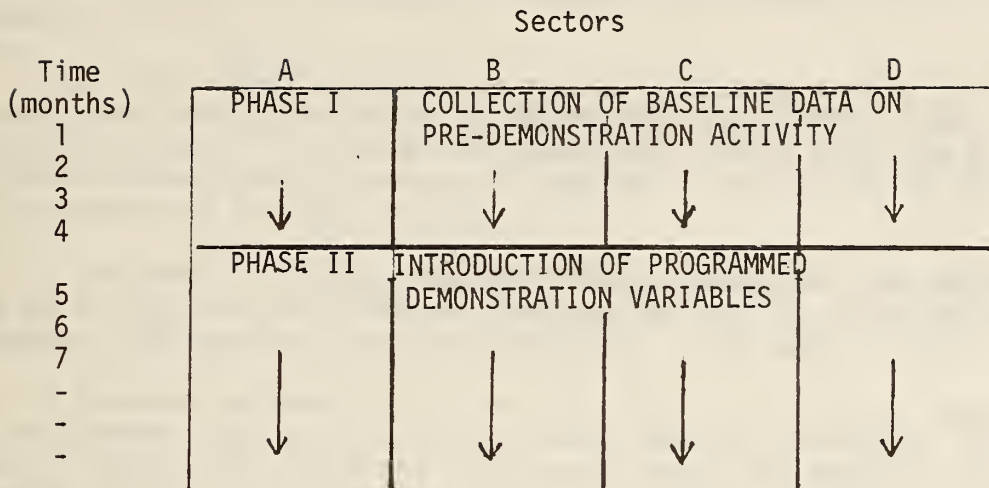 Sectors
Time A B C D
(months) PHASE I COLLECTION OF BASELINE DATA ON
1 PRE-DEMONSTRATION ACTIVITY
2
3
4
PHASE II INTRODUCTION OF PROGRAMMED
5 DEMONSTRATION VARIABLES
6
7
-
-
-